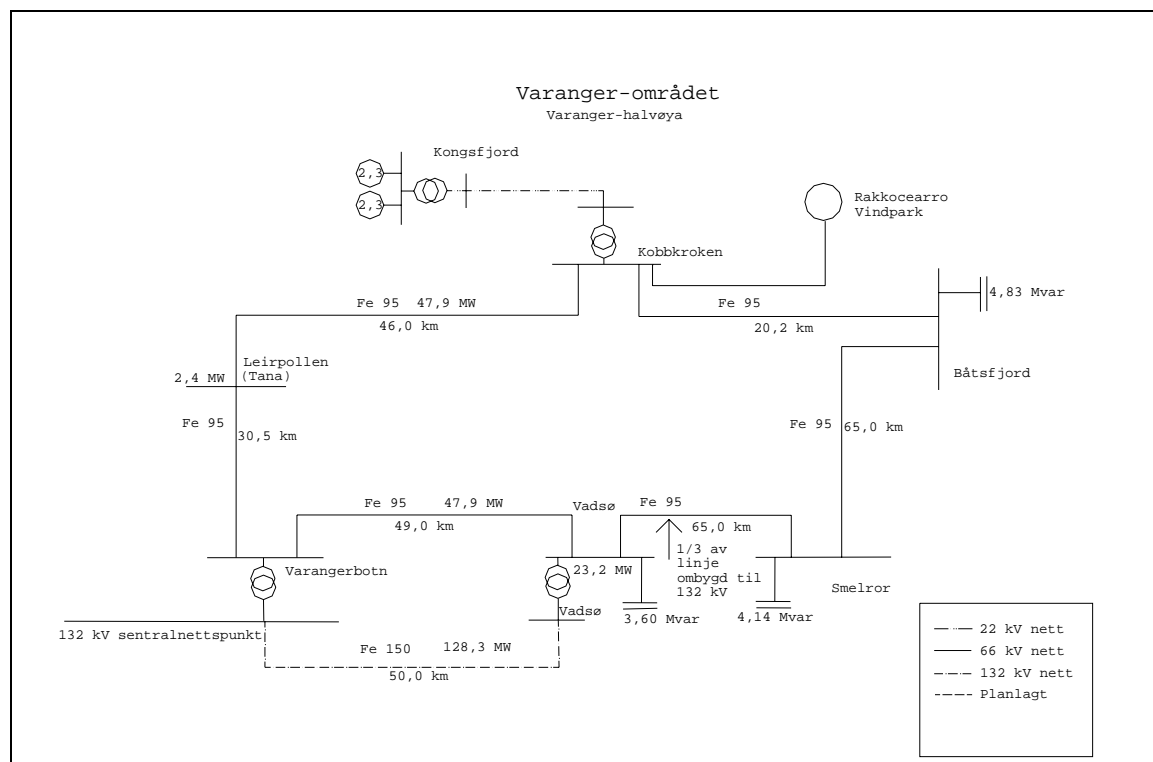 Varanger-området
Varanger-halvøya
Kongsfjord
2,3
2,3
Rakkocearro
Vindpark
Kobbkroken
Fe 95 47,9 MW
46,0 km
Fe 95
20,2 km
4,83 Mvar
Leirpollen
(Tana)
2,4 MW
Båtsfjord
Fe 95
30,5 km
Fe 95
65,0 km
Fe 95 47,9 MW
49,0 km
Vadsø
Fe 95
65,0 km
1/3 av
linje
ombygd til
132 kV
Varangerbotn
23,2 MW
Smelror
Vadsø
3,60 Mvar
4,14 Mvar
132 kV sentralnettspunkt
Fe 150 128,3 MW
50,0 km
22 kV nett
66 kV nett
132 kV nett
Planlagt